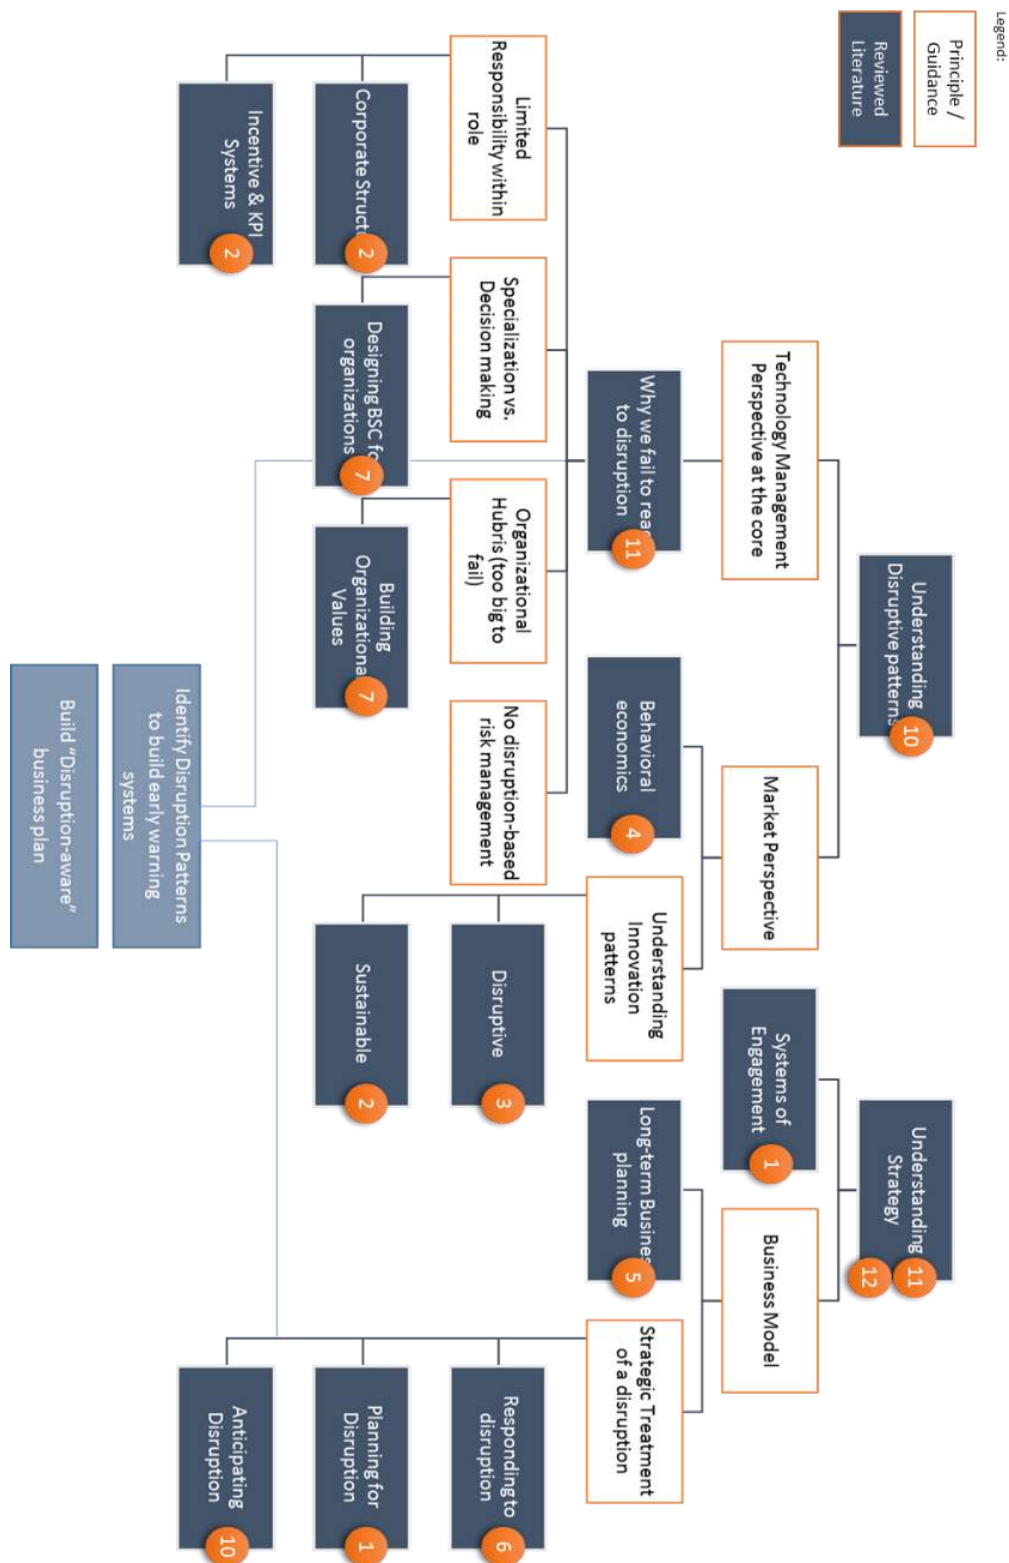 Legend:
Principle /
Guidance
Reviewed
Literature
Understanding
Disruptive patterns
10
Understanding
Strategy
11
12
Technology Management
Perspective at the core
Market Perspective
Systems of
Engagement
1
Business Model
Why we fail to reac
to disruption
11
Behavioral
economics
4
Understanding
Innovation
patterns
Long-term Busines
planning
5
Strategic Treatment
of a disruption
Limited
Responsibility within
role
Specialization vs.
Decision making
Organizational
Hubris (too big to
fail)
No disruption-based
risk management
Disruptive
3
Responding to
disruption
6
Corporate Struct
2
Designing BSC fo
organizations
7
Building
Organizationa
Values
7
Sustainable
2
Planning for
Disruption
1
Incentive & KPI
Systems
2
Anticipating
Disruption
10
Identify Disruption Patterns
to build early warning
systems
Build "Disruption-aware"
business plan